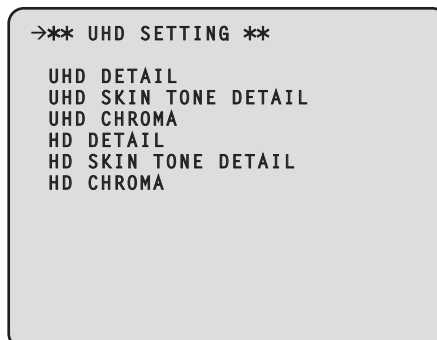 →** UHD SETTING **
UHD DETAIL
UHD SKIN TONE DETAIL
UHD CHROMA
HD DETAIL
HD SKIN TONE DETAIL
HD CHROMA